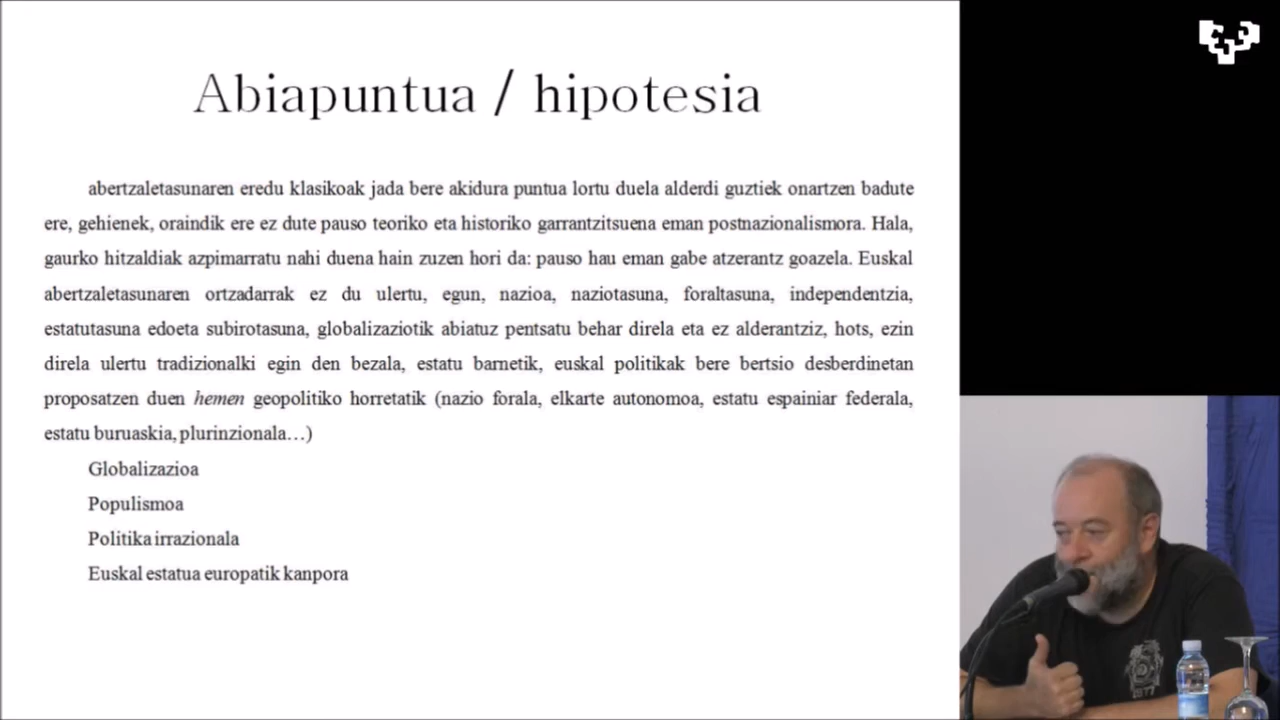 Abiapuntua / hipotesia
abertzaletasunaren eredu klasikoak jada bere akidura puntua lortu duela alderdi guztiek onartzen badute
ere, gehienek, oraindik ere ez dute pauso teoriko eta historiko garrantzitsuena eman postnazionalismora. Hala,
gaurko hitzaldiak azpimarratu nahi duena hain zuzen hori da: pauso hau eman gabe atzerantz goazela. Euskal
abertzaletasunaren ortzadarrak ez du ulertu, egun, nazioa, naziotasuna, foraltasuna, independentzia,
estatutasuna edoeta subirotasuna, globalizaziotik abiatuz pentsatu behar direla eta ez alderantziz, hots, ezin
direla ulertu tradizionalki egin den bezala, estatu barnetik, euskal politikak bere bertsio desberdinetan
proposatzen duen hemen geopolitiko horretatik (nazio forala, elkarte autonomoa, estatu espainiar federala,
estatu buruaskia, plurinzionala…)
Globalizazioa
Populismoa
Politika irrazionala
Euskal estatua europatik kanpora
1977